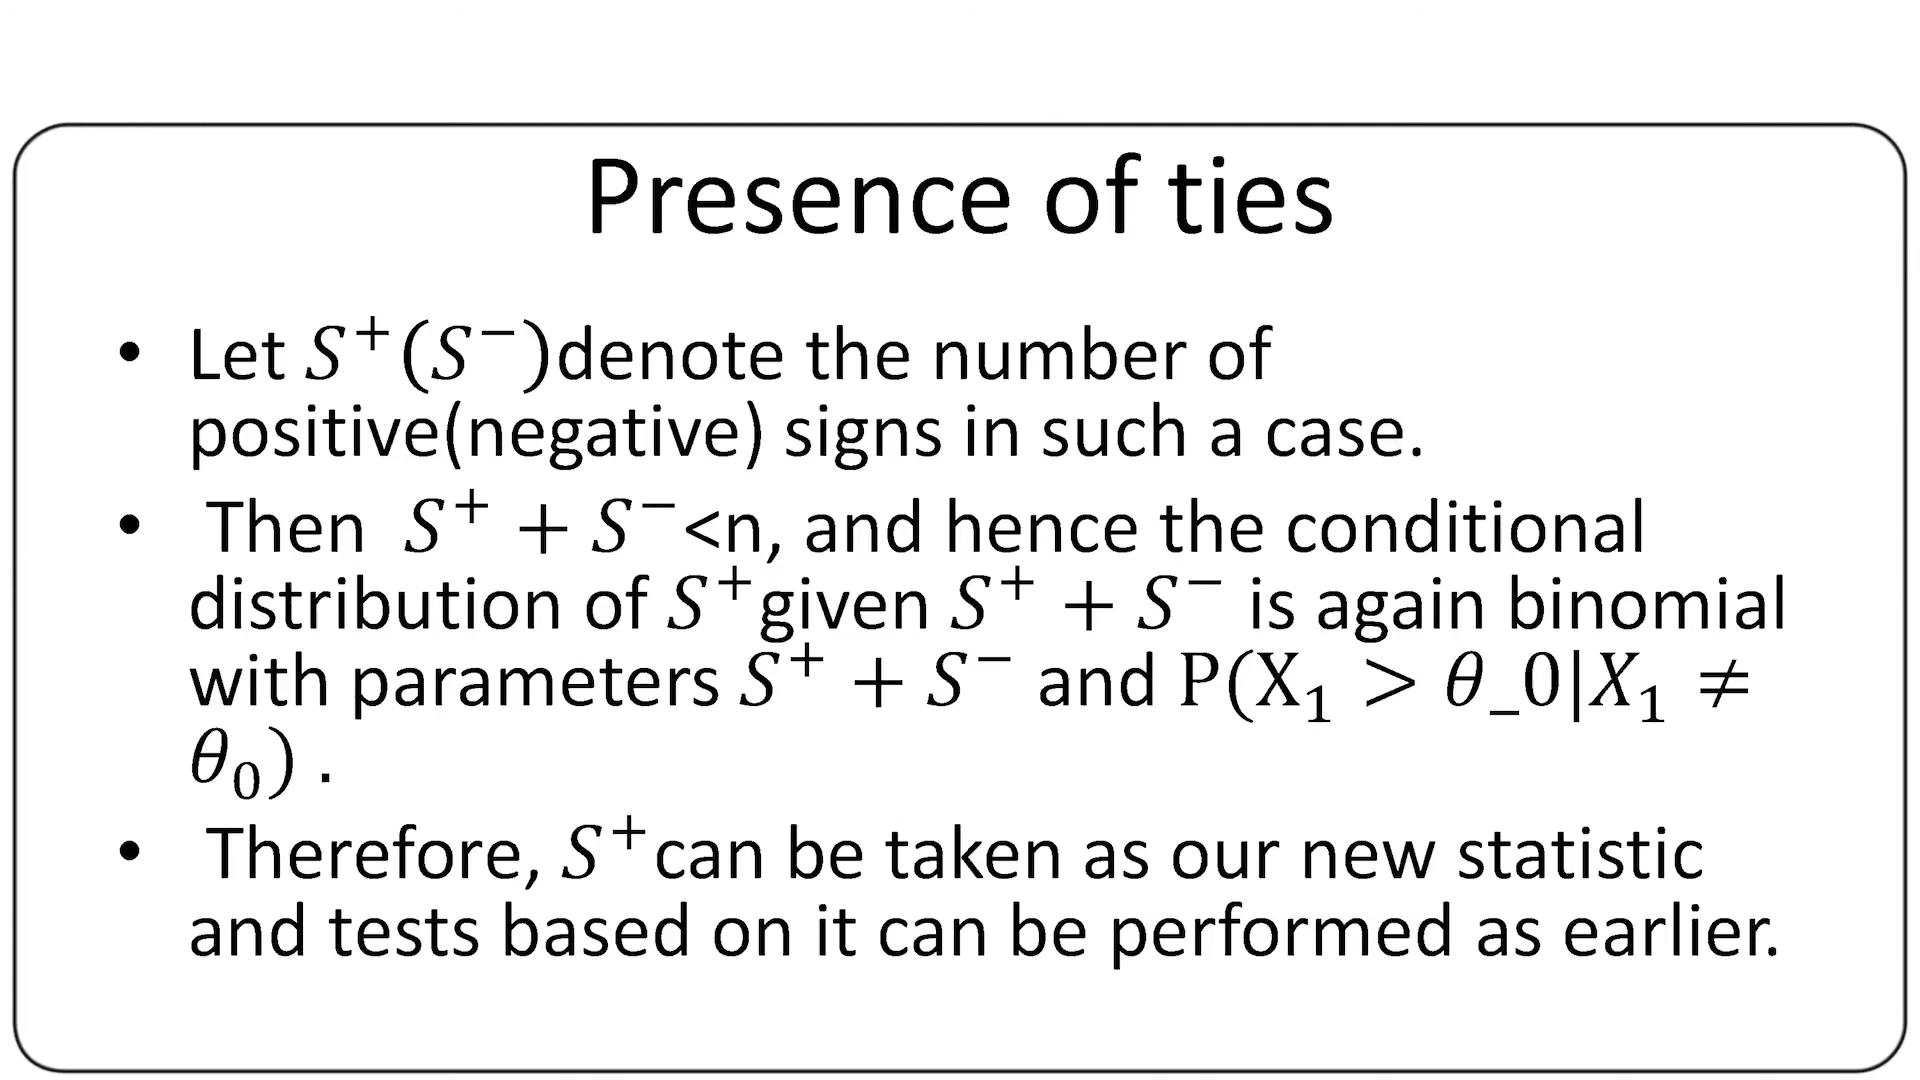 Presence of ties
• Let 𝑆⁺(𝑆⁻)denote the number of
positive(negative) signs in such a case.
• Then 𝑆⁺ + 𝑆⁻<n, and hence the conditional
distribution of 𝑆⁺given 𝑆⁺ + 𝑆⁻ is again binomial
with parameters 𝑆⁺ + 𝑆⁻ and P(X₁ > 𝜃_0|𝑋₁ ≠
𝜃₀) .
• Therefore, 𝑆⁺can be taken as our new statistic
and tests based on it can be performed as earlier.